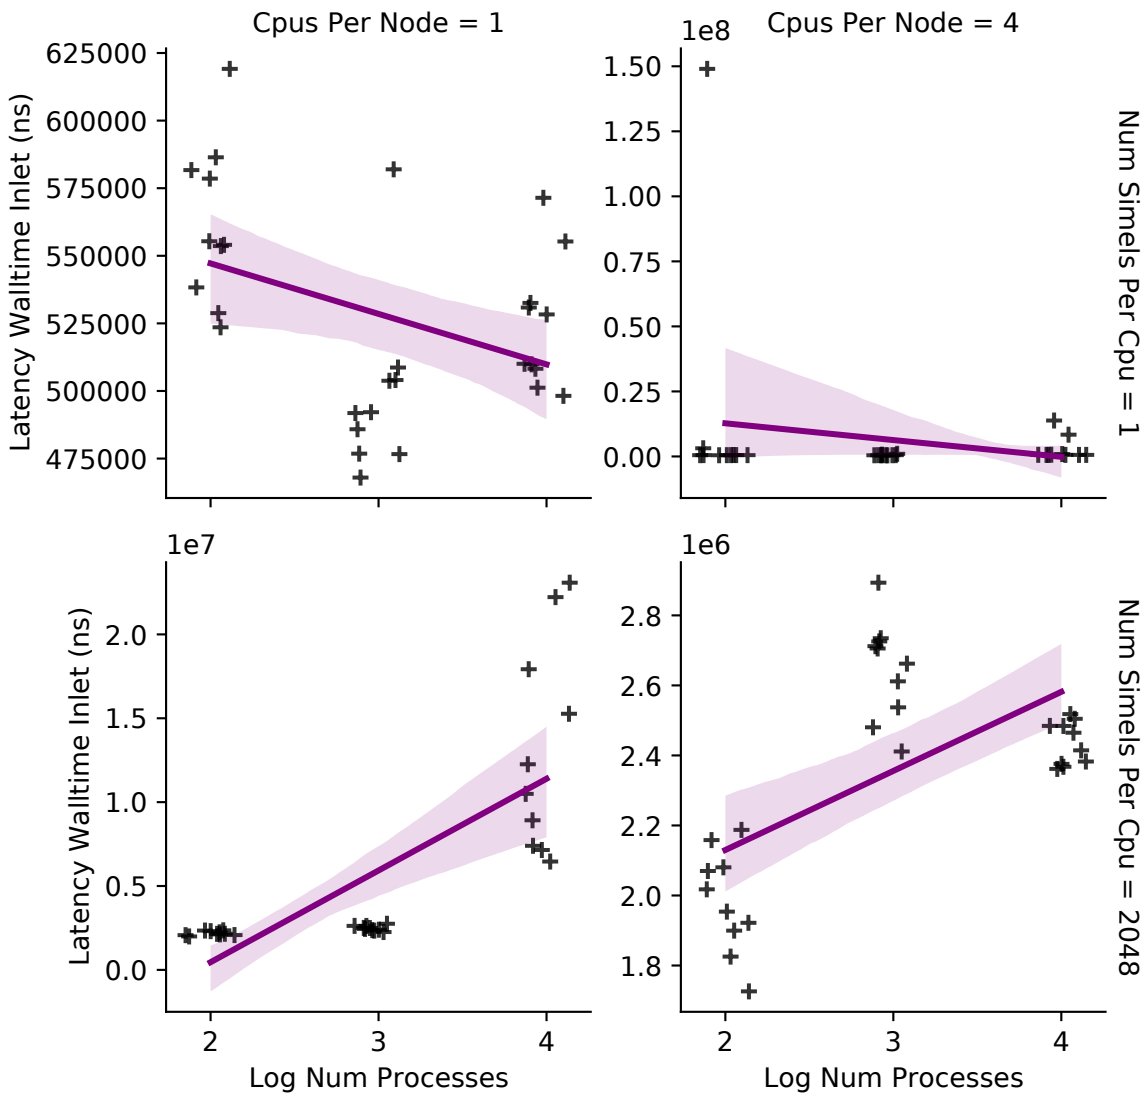 Cpus Per Node = 1
Cpus Per Node = 4
1e8
Latency Walltime Inlet (ns)
625000
600000
575000
550000
525000
500000
475000
1.50
1.25
1.00
0.75
0.50
0.25
0.00
Num Simels Per Cpu = 1
1e7
1e6
Latency Walltime Inlet (ns)
2.0
1.5
1.0
0.5
0.0
2.8
2.6
2.4
2.2
2.0
1.8
Num Simels Per Cpu = 2048
2 3 4
2 3 4
Log Num Processes
Log Num Processes